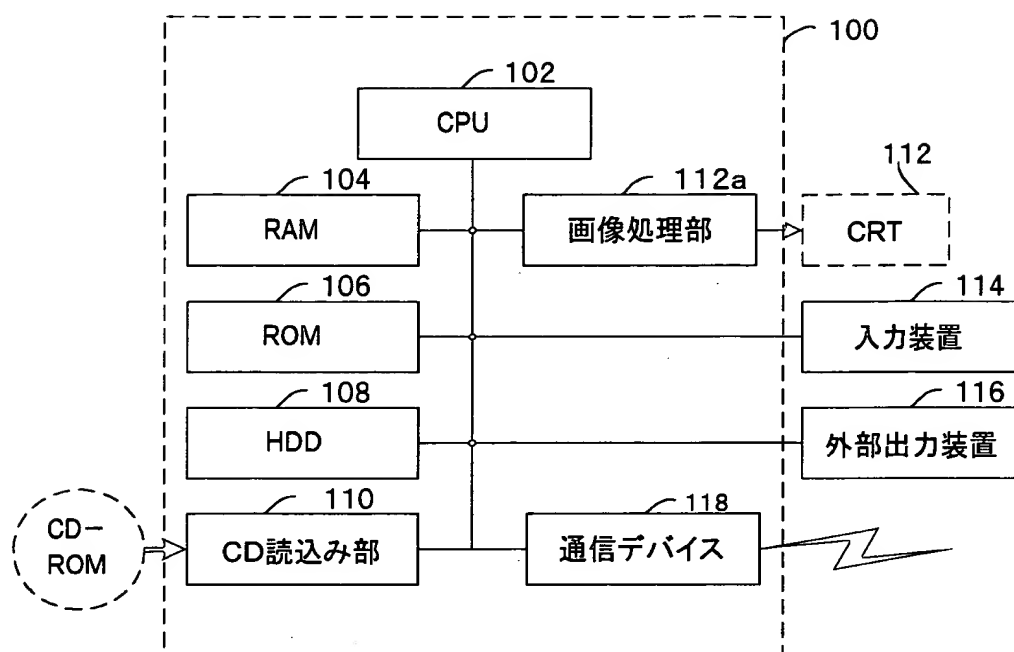 100
102
CPU
104
RAM
112a
画像処理部
112
CRT
106
ROM
114
入力装置
108
HDD
116
外部出力装置
CD−
ROM
110
CD読込み部
118
通信デバイス